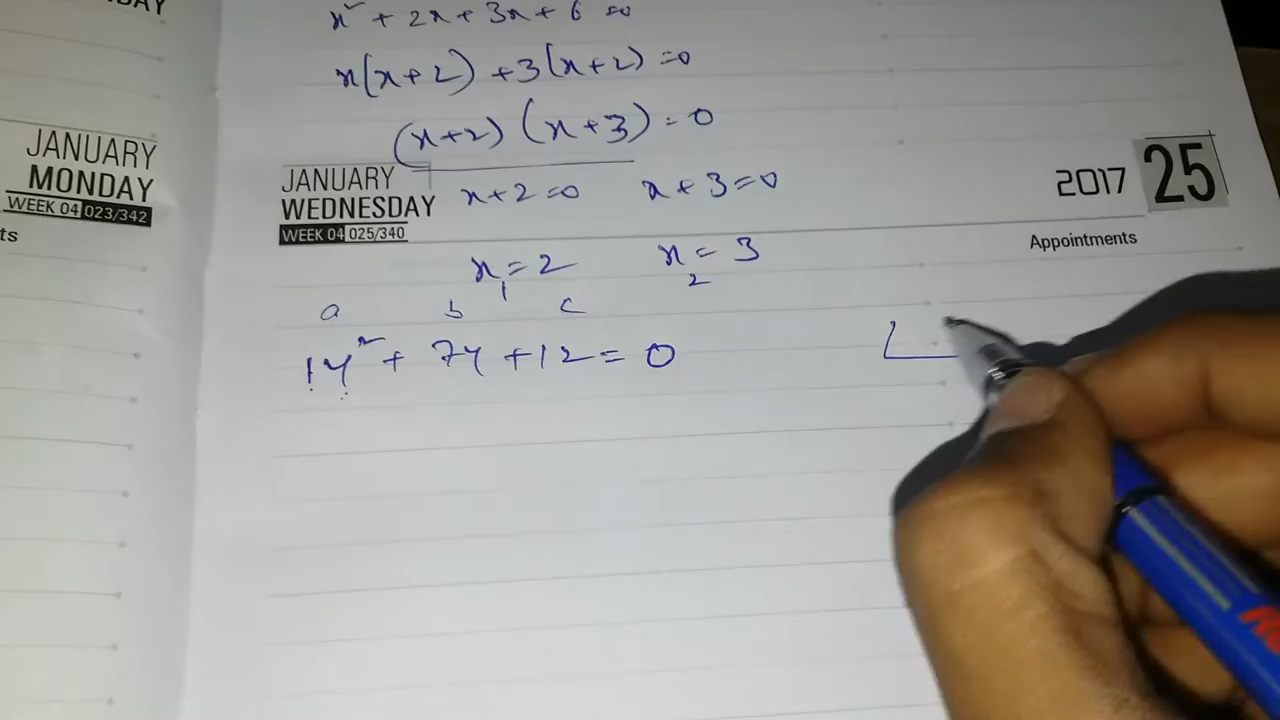 ARY
x² + 2x + 3x + 6 = 0
x(x+2) + 3(x+2) = 0
(x+2) (x+3) = 0
JANUARY
MONDAY
WEEK 04 023/342
ts
JANUARY
WEDNESDAY
WEEK 04 025/340
2017 25
Appointments
x+2=0 x+3=0
x₁ = 2 x₂ = 3
a b c
1y² + 7y + 12 = 0